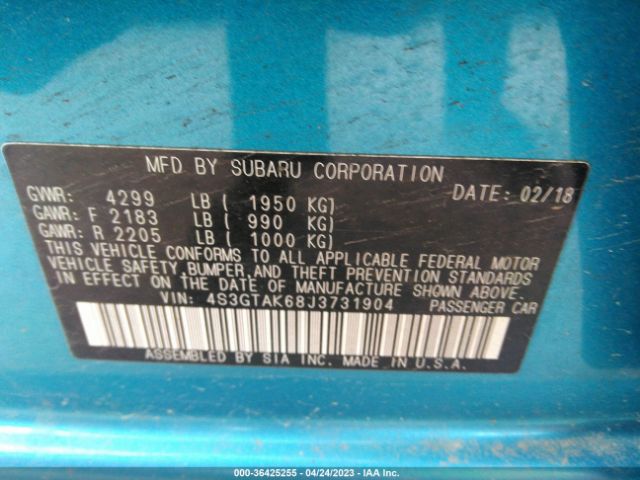 MFD BY SUBARU CORPORATION
GVWR: 4299 LB ( 1950 KG) DATE: 02/18
GAWR: F 2183 LB ( 990 KG)
GAWR: R 2205 LB ( 1000 KG)
THIS VEHICLE CONFORMS TO ALL APPLICABLE FEDERAL MOTOR
VEHICLE SAFETY, BUMPER, AND THEFT PREVENTION STANDARDS
IN EFFECT ON THE DATE OF MANUFACTURE SHOWN ABOVE.
VIN: 4S3GTAK68J3731904 PASSENGER CAR
ASSEMBLED BY SIA INC. MADE IN U.S.A.
000-36425255 - 04/24/2023 - IAA Inc.